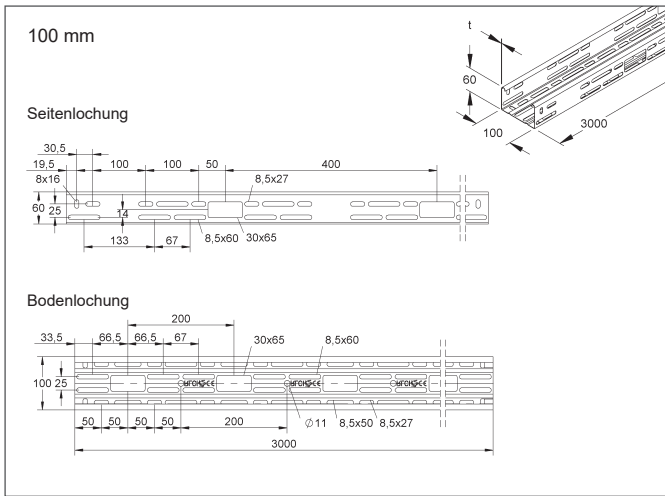 100 mm
t
60
100
3000
Seitenlochung
30,5
19,5
100
100
50
400
8x16
8,5x27
60
25
14
133
67
8,5x60
30x65
Bodenlochung
200
33,5
66,5
66,5
67
30x65
8,5x60
100
25
50
50
50
50
200
Ø11
8,5x50
8,5x27
3000